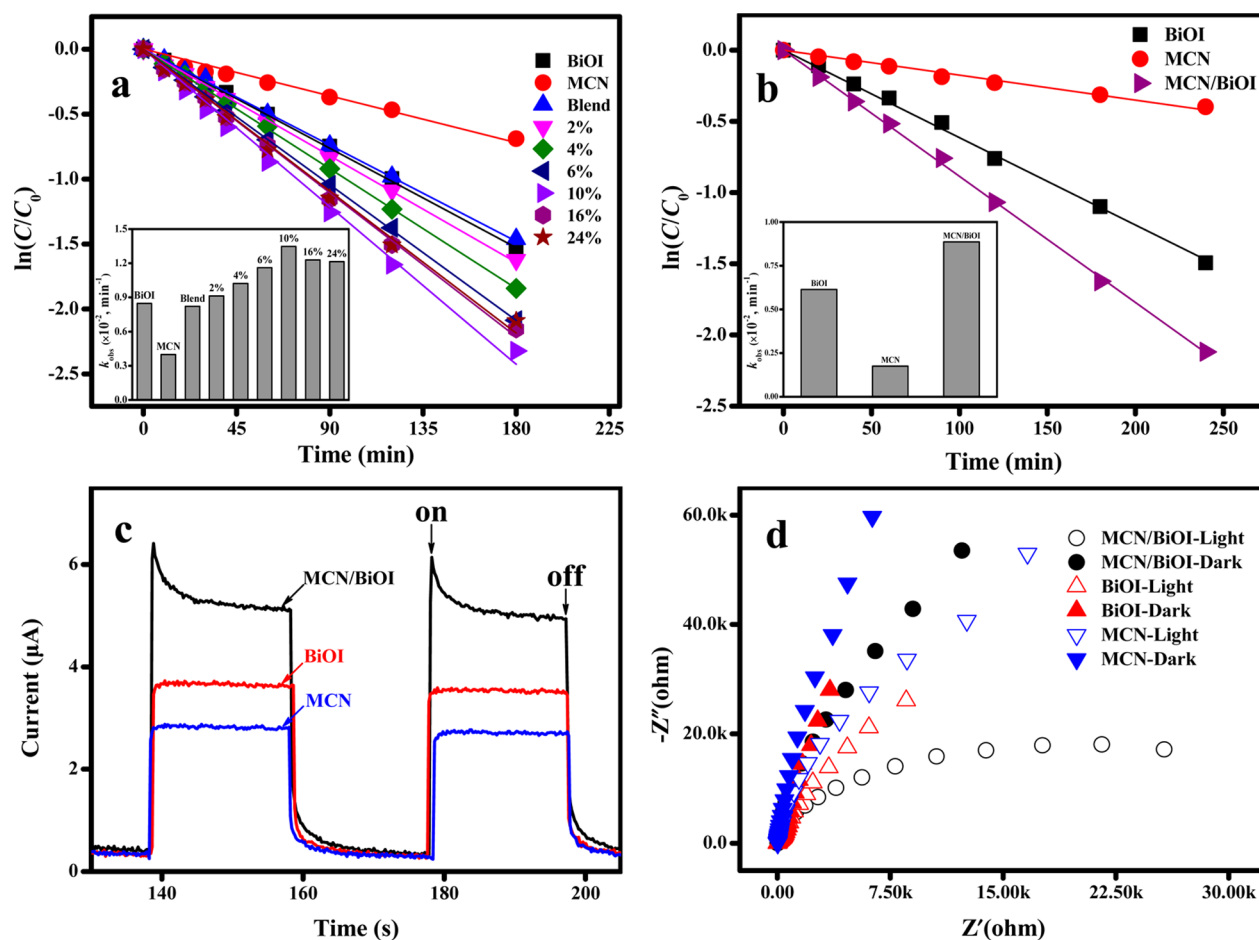 a
0.0
-0.5
-1.0
-1.5
-2.0
-2.5
ln(C/C0)
0
45
90
135
180
225
Time (min)
BiOI
MCN
Blend
2%
4%
6%
10%
16%
24%
1.5
1.2
0.9
0.6
0.3
0.0
kobs (×10-2, min-1)
BiOI
MCN
Blend
2%
4%
6%
10%
16%
24%
b
0.0
-0.5
-1.0
-1.5
-2.0
-2.5
ln(C/C0)
0
50
100
150
200
250
Time (min)
BiOI
MCN
MCN/BiOI
1.00
0.75
0.50
0.25
0.00
kobs (×10-2, min-1)
BiOI
MCN
MCN/BiOI
c
on
off
MCN/BiOI
BiOI
MCN
6
4
2
0
Current (μA)
140
160
180
200
Time (s)
d
60.0k
40.0k
20.0k
0.0
-Z″(ohm)
MCN/BiOI-Light
MCN/BiOI-Dark
BiOI-Light
BiOI-Dark
MCN-Light
MCN-Dark
0.00
7.50k
15.00k
22.50k
30.00k
Z′(ohm)